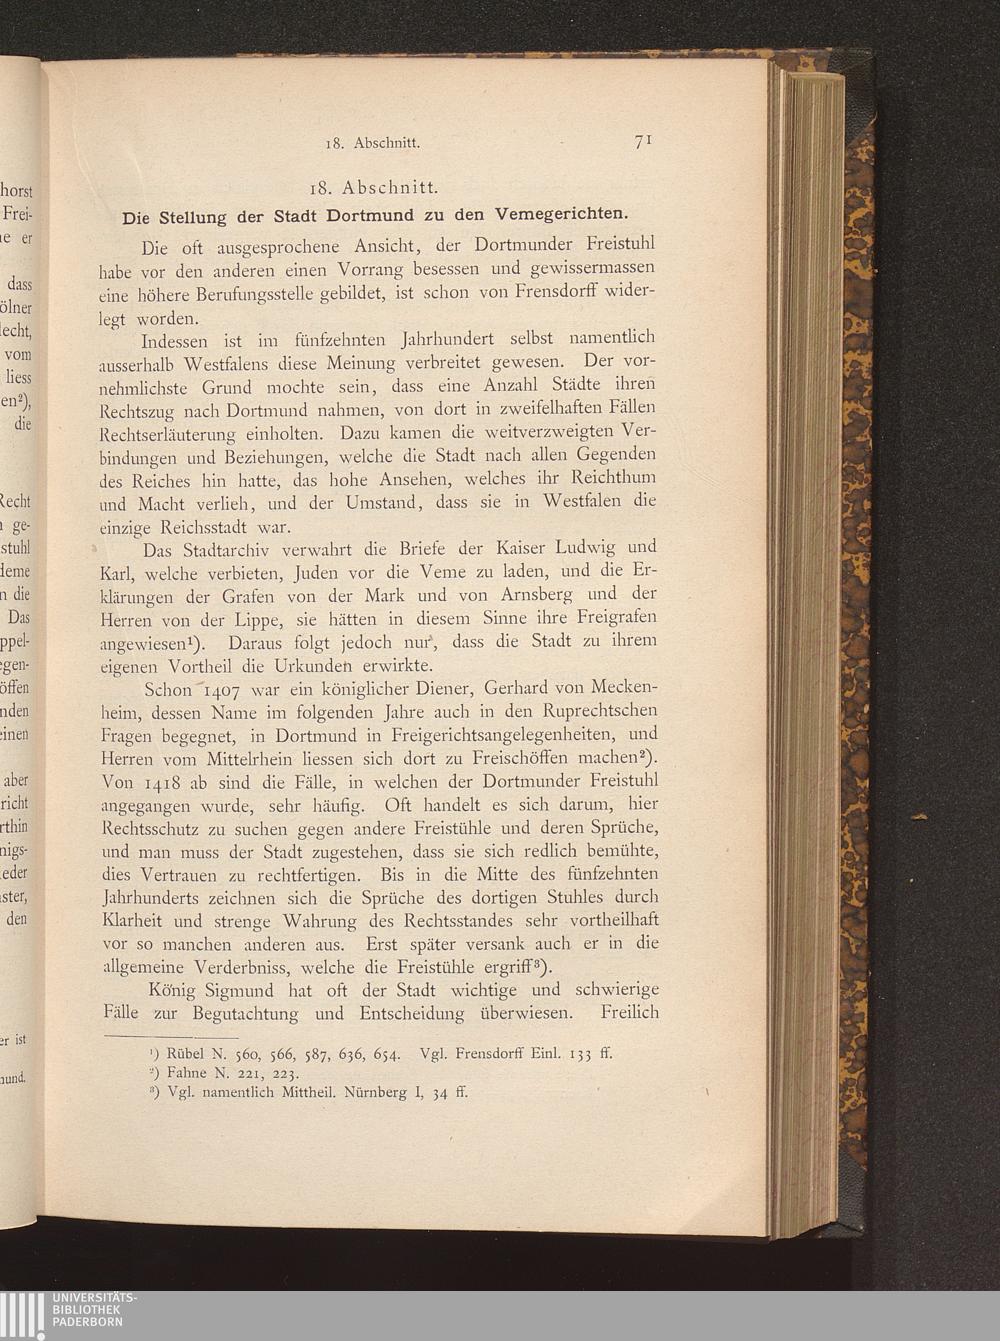 18. Abschnitt. 71
18. Abschnitt.
Die Stellung der Stadt Dortmund zu den Vemegerichten.
Die oft ausgesprochene Ansicht, der Dortmunder Freistuhl
habe vor den anderen einen Vorrang besessen und gewissermassen
eine höhere Berufungsstelle gebildet, ist schon von Frensdorff wider-
legt worden.
Indessen ist im fünfzehnten Jahrhundert selbst namentlich
ausserhalb Westfalens diese Meinung verbreitet gewesen. Der vor-
nehmlichste Grund mochte sein, dass eine Anzahl Städte ihren
Rechtszug nach Dortmund nahmen, von dort in zweifelhaften Fällen
Rechtserläuterung einholten. Dazu kamen die weitverzweigten Ver-
bindungen und Beziehungen, welche die Stadt nach allen Gegenden
des Reiches hin hatte, das hohe Ansehen, welches ihr Reichthum
und Macht verlieh, und der Umstand, dass sie in Westfalen die
einzige Reichsstadt war.
Das Stadtarchiv verwahrt die Briefe der Kaiser Ludwig und
Karl, welche verbieten, Juden vor die Veme zu laden, und die Er-
klärungen der Grafen von der Mark und von Arnsberg und der
Herren von der Lippe, sie hätten in diesem Sinne ihre Freigrafen
angewiesen¹). Daraus folgt jedoch nur, dass die Stadt zu ihrem
eigenen Vortheil die Urkunden erwirkte.
Schon 1407 war ein königlicher Diener, Gerhard von Mecken-
heim, dessen Name im folgenden Jahre auch in den Ruprechtschen
Fragen begegnet, in Dortmund in Freigerichtsangelegenheiten, und
Herren vom Mittelrhein liessen sich dort zu Freischöffen machen²).
Von 1418 ab sind die Fälle, in welchen der Dortmunder Freistuhl
angegangen wurde, sehr häufig. Oft handelt es sich darum, hier
Rechtsschutz zu suchen gegen andere Freistühle und deren Sprüche,
und man muss der Stadt zugestehen, dass sie sich redlich bemühte,
dies Vertrauen zu rechtfertigen. Bis in die Mitte des fünfzehnten
Jahrhunderts zeichnen sich die Sprüche des dortigen Stuhles durch
Klarheit und strenge Wahrung des Rechtsstandes sehr vortheilhaft
vor so manchen anderen aus. Erst später versank auch er in die
allgemeine Verderbniss, welche die Freistühle ergriff³).
König Sigmund hat oft der Stadt wichtige und schwierige
Fälle zur Begutachtung und Entscheidung überwiesen. Freilich
¹) Rübel N. 560, 566, 587, 636, 654. Vgl. Frensdorff Einl. 133 ff.
²) Fahne N. 221, 223.
³) Vgl. namentlich Mittheil. Nürnberg I, 34 ff.
UNIVERSITÄTS-
BIBLIOTHEK
PADERBORN